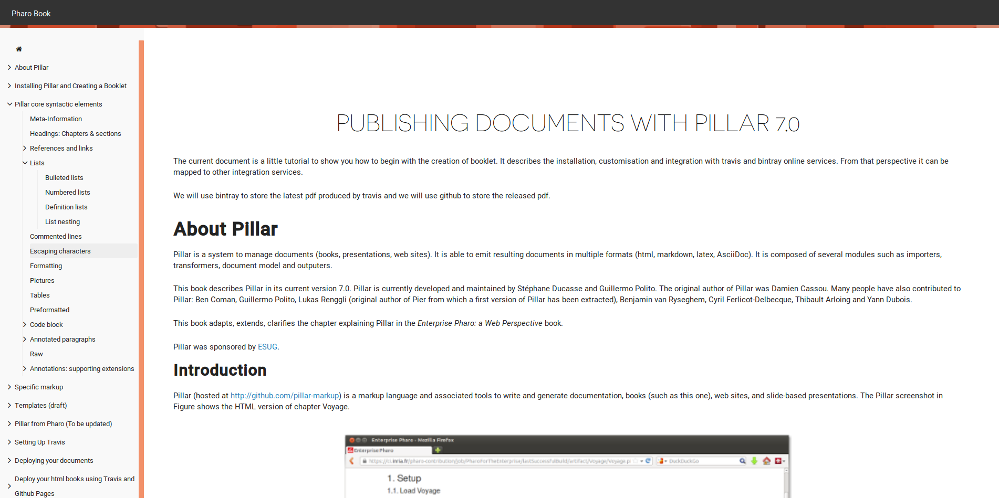 Pharo Book
About Pillar
Installing Pillar and Creating a Booklet
Pillar core syntactic elements
Meta-Information
Headings: Chapters & sections
References and links
Lists
Bulleted lists
Numbered lists
Definition lists
List nesting
Commented lines
Escaping characters
Formatting
Pictures
Tables
Preformatted
Code block
Annotated paragraphs
Raw
Annotations: supporting extensions
Specific markup
Templates (draft)
Pillar from Pharo (To be updated)
Setting Up Travis
Deploying your documents
Deploy your html books using Travis and
Github Pages
PUBLISHING DOCUMENTS WITH PILLAR 7.0
The current document is a little tutorial to show you how to begin with the creation of booklet. It describes the installation, customisation and integration with travis and bintray online services. From that perspective it can be
mapped to other integration services.
We will use bintray to store the latest pdf produced by travis and we will use github to store the released pdf.
About Pillar
Pillar is a system to manage documents (books, presentations, web sites). It is able to emit resulting documents in multiple formats (html, markdown, latex, AsciiDoc). It is composed of several modules such as importers,
transformers, document model and outputers.
This book describes Pillar in its current version 7.0. Pillar is currently developed and maintained by Stéphane Ducasse and Guillermo Polito. The original author of Pillar was Damien Cassou. Many people have also contributed to
Pillar: Ben Coman, Guillermo Polito, Lukas Renggli (original author of Pier from which a first version of Pillar has been extracted), Benjamin van Ryseghem, Cyril Ferlicot-Delbecque, Thibault Arloing and Yann Dubois.
This book adapts, extends, clarifies the chapter explaining Pillar in the Enterprise Pharo: a Web Perspective book.
Pillar was sponsored by ESUG.
Introduction
Pillar (hosted at http://github.com/pillar-markup) is a markup language and associated tools to write and generate documentation, books (such as this one), web sites, and slide-based presentations. The Pillar screenshot in
Figure shows the HTML version of chapter Voyage.
Enterprise Pharo - Mozilla Firefox
Enterprise Pharo
https://ci.inria.fr/pharo-contribution/job/PharoForTheEnterprise/lastSuccessfulBuild/artifact/Voyage/Voyage.pi
DuckDuckGo
1. Setup
1.1. Load Voyage